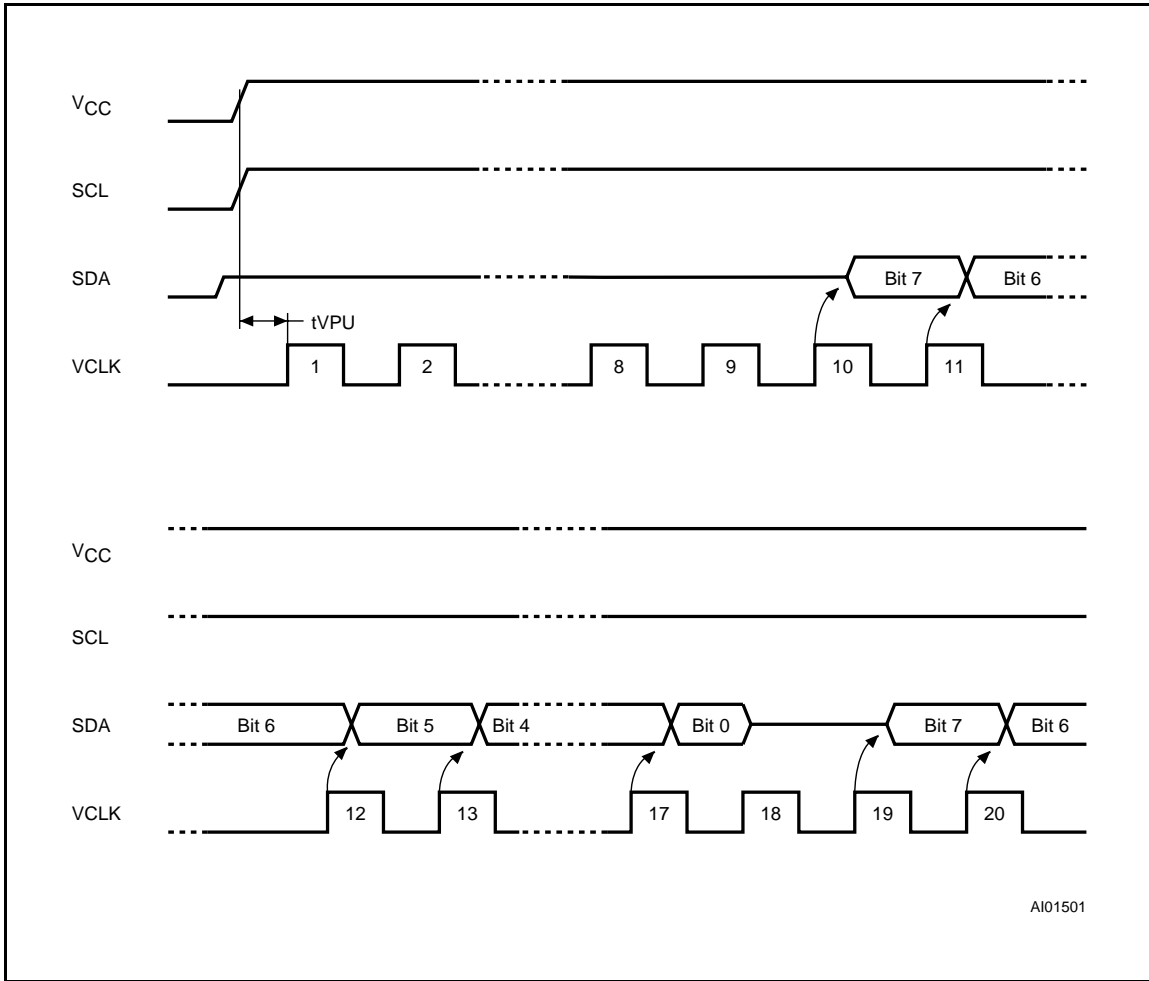 VCC
SCL
SDA Bit 7 Bit 6
tVPU
VCLK 1 2 8 9 10 11
VCC
SCL
SDA Bit 6 Bit 5 Bit 4 Bit 0 Bit 7 Bit 6
VCLK 12 13 17 18 19 20
AI01501